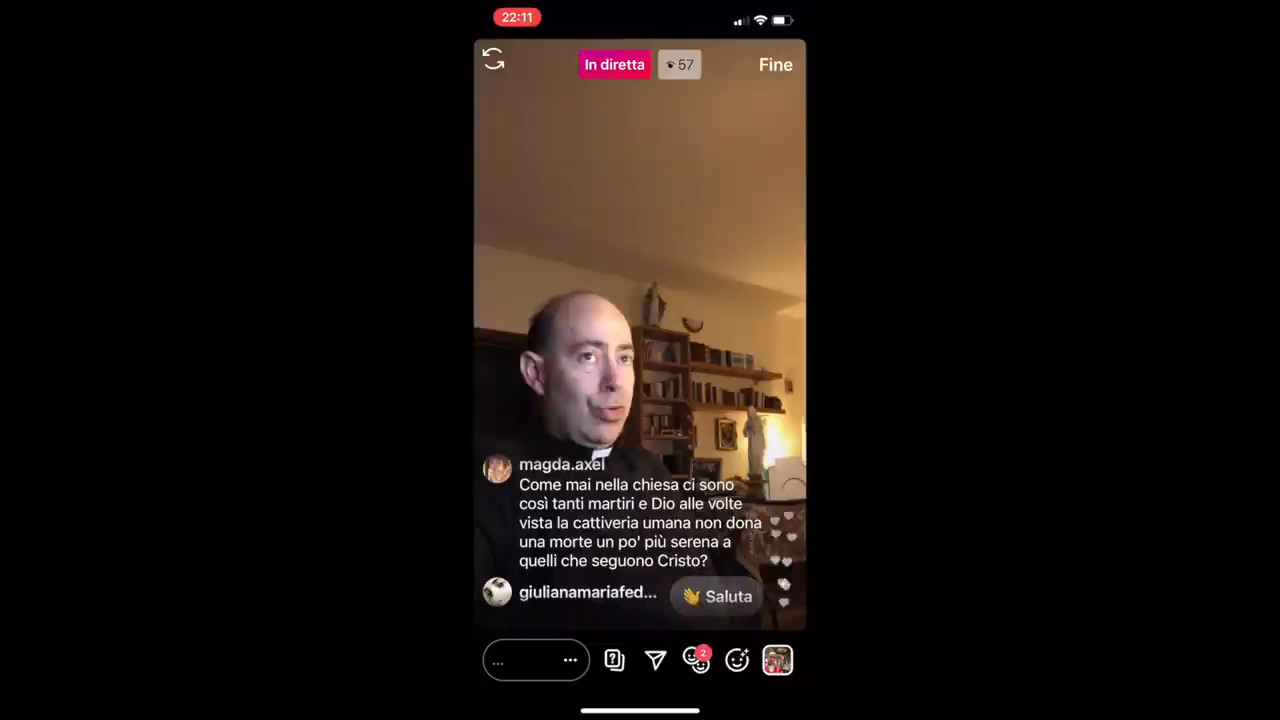 22:11
In diretta
57
Fine
magda.axel
Come mai nella chiesa ci sono
così tanti martiri e Dio alle volte
vista la cattiveria umana non dona
una morte un po' più serena a
quelli che seguono Cristo?
giulianamariafed...
👋 Saluta
...
2